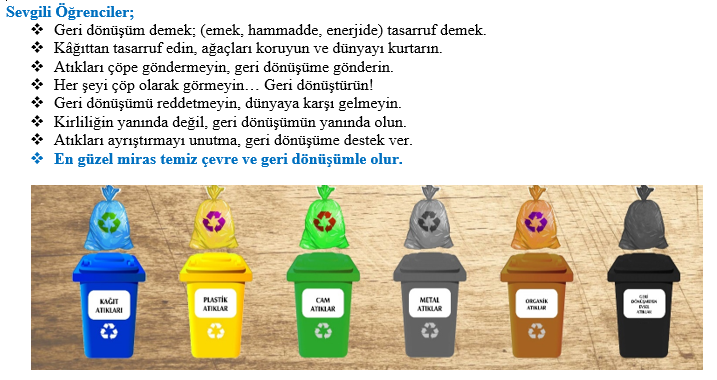 Sevgili Öğrenciler;
❖ Geri dönüşüm demek; (emek, hammadde, enerjide) tasarruf demek.
❖ Kâğıttan tasarruf edin, ağaçları koruyun ve dünyayı kurtarın.
❖ Atıkları çöpe göndermeyin, geri dönüşüme gönderin.
❖ Her şeyi çöp olarak görmeyin… Geri dönüştürün!
❖ Geri dönüşümü reddetmeyin, dünyaya karşı gelmeyin.
❖ Kirliliğin yanında değil, geri dönüşümün yanında olun.
❖ Atıkları ayrıştırmayı unutma, geri dönüşüme destek ver.
❖ En güzel miras temiz çevre ve geri dönüşümle olur.
KAĞIT
ATIKLARI
PLASTİK
ATIKLAR
CAM
ATIKLAR
METAL
ATIKLAR
ORGANİK
ATIKLAR
GERİ
ATIKLAR